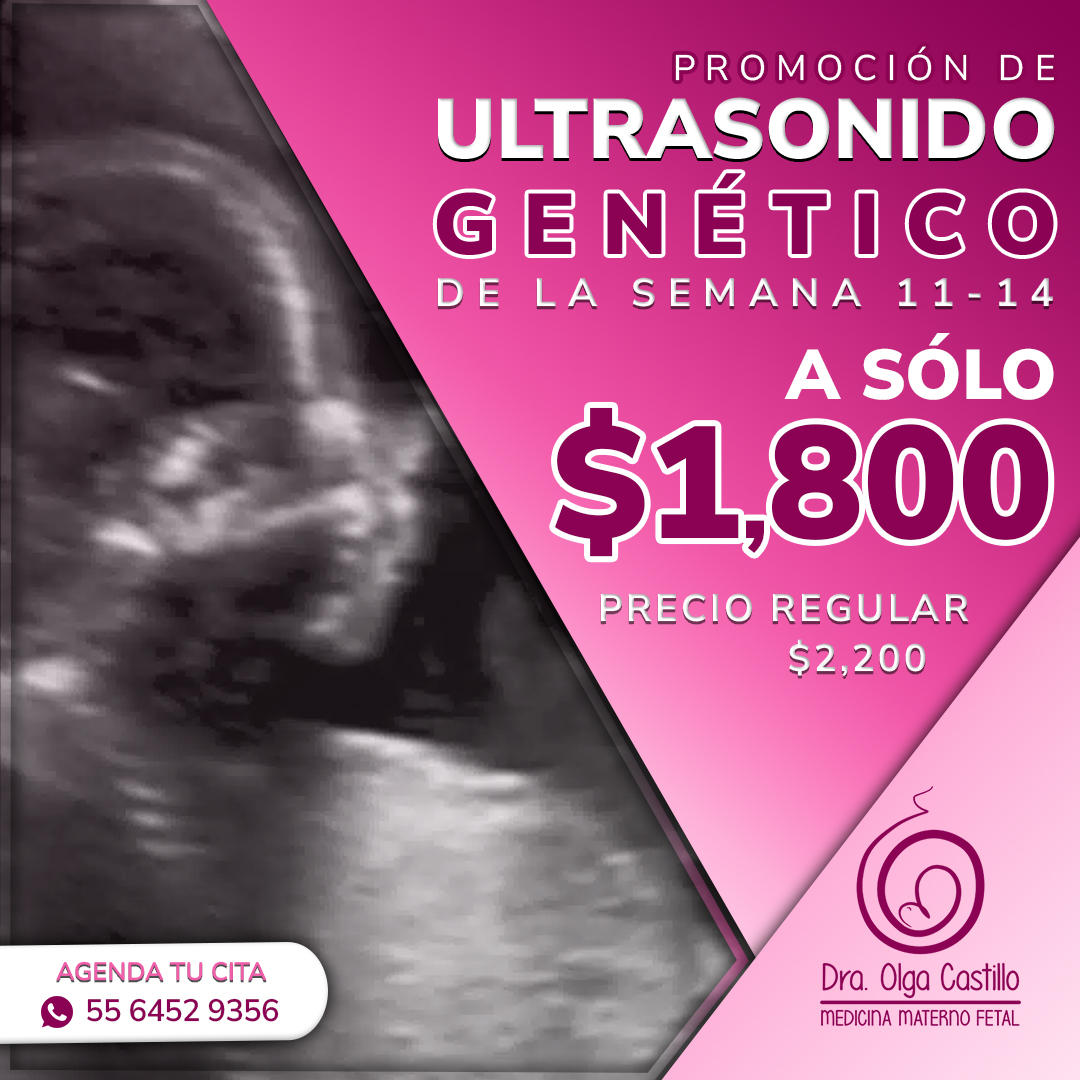 PROMOCIÓN DE
ULTRASONIDO
GENÉTICO
DE LA SEMANA 11-14
A SÓLO
$1,800
PRECIO REGULAR
$2,200
Dra. Olga Castillo
MEDICINA MATERNO FETAL
AGENDA TU CITA
55 6452 9356